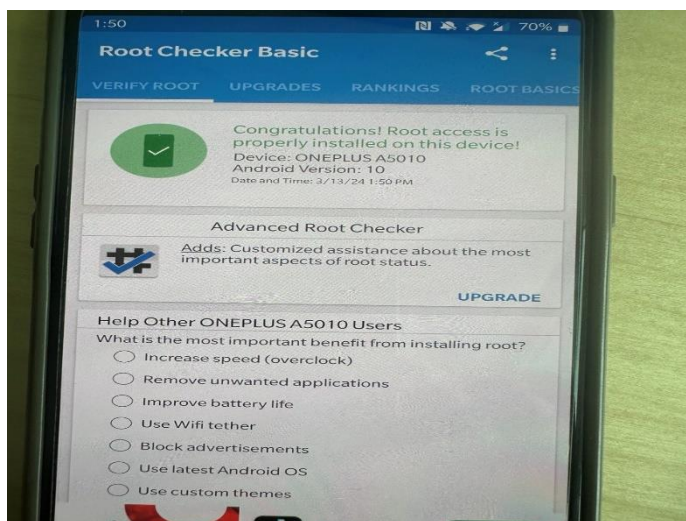 1:50
70%
Root Checker Basic
VERIFY ROOT UPGRADES RANKINGS ROOT BASICS
Congratulations! Root access is
properly installed on this device!
Device: ONEPLUS A5010
Android Version: 10
Date and Time: 3/13/24 1:50 PM
Advanced Root Checker
Adds: Customized assistance about the most
important aspects of root status.
UPGRADE
Help Other ONEPLUS A5010 Users
What is the most important benefit from installing root?
Increase speed (overclock)
Remove unwanted applications
Improve battery life
Use Wifi tether
Block advertisements
Use latest Android OS
Use custom themes